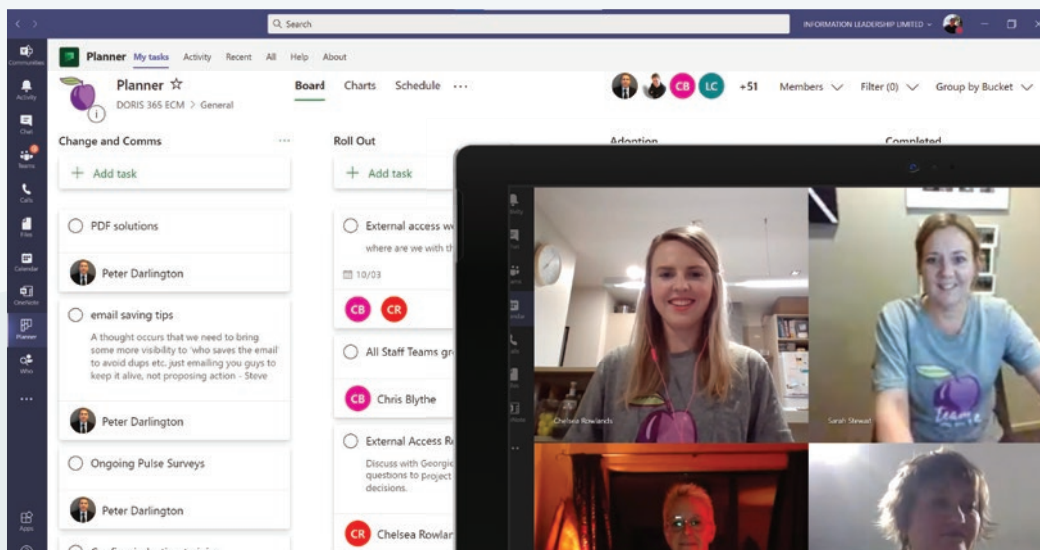 Search
INFORMATION LEADERSHIP LIMITED
Planner My tasks Activity Recent All Help About
Planner
DORIS 365 ECM > General
Board Charts Schedule
CB LC +51 Members Filter (0) Group by Bucket
Communities
Activity
Chat
Teams
Calls
Files
Calendar
OneNote
Planner
Who
Apps
Change and Comms
+ Add task
PDF solutions
Peter Darlington
email saving tips
A thought occurs that we need to bring
some more visibility to 'who saves the email'
to avoid dups etc. just emailing you guys to
keep it alive, not proposing action - Steve
Peter Darlington
Ongoing Pulse Surveys
Peter Darlington
Roll Out
+ Add task
External access
where are we with
10/03
CB CR
All Staff Teams
CB Chris Blythe
External Access
Discuss with Georgie
questions to project
decisions.
CR Chelsea
Adoption
Completed
Chelsea Rowlands
Sarah Stewart
team